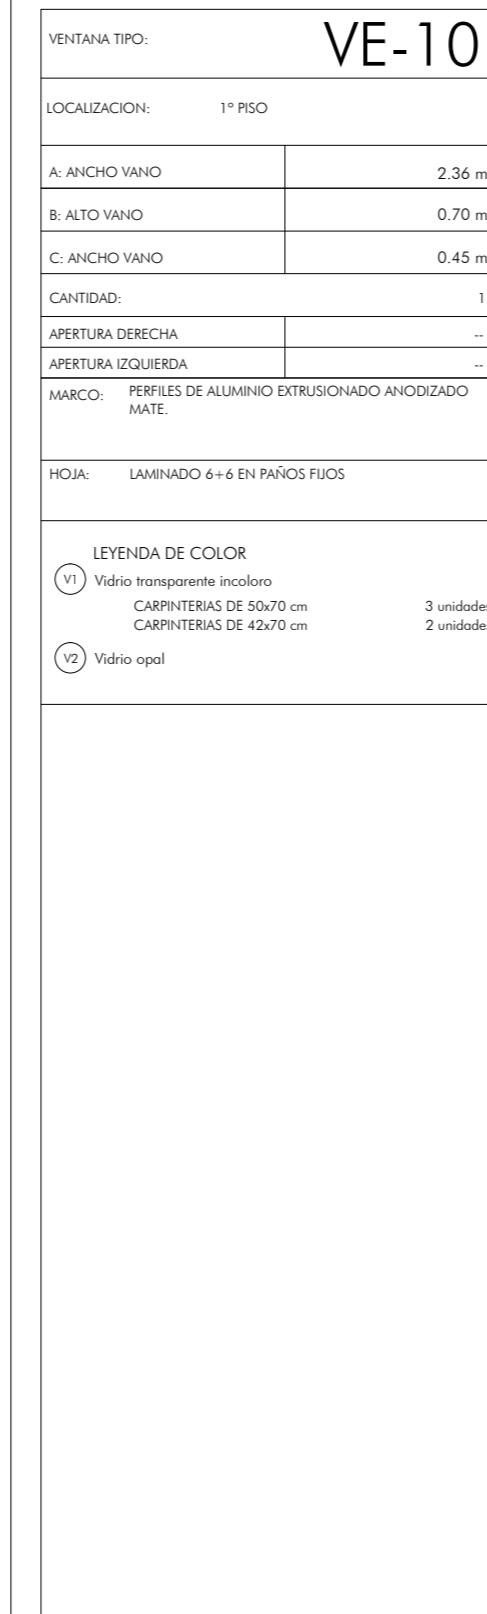 VENTANA TIPO: VE-10
LOCALIZACION: 1º PISO
A: ANCHO VANO 2.36 m
B: ALTO VANO 0.70 m
C: ANCHO VANO 0.45 m
CANTIDAD: 1
APERTURA DERECHA --
APERTURA IZQUIERDA --
MARCO: PERFILES DE ALUMINIO EXTRUSIONADO ANODIZADO
MATE.
HOJA: LAMINADO 6+6 EN PAÑOS FIJOS
LEYENDA DE COLOR
V1 Vidrio transparente incoloro
CARPINTERIAS DE 50x70 cm 3 unidades
CARPINTERIAS DE 42x70 cm 2 unidades
V2 Vidrio opal